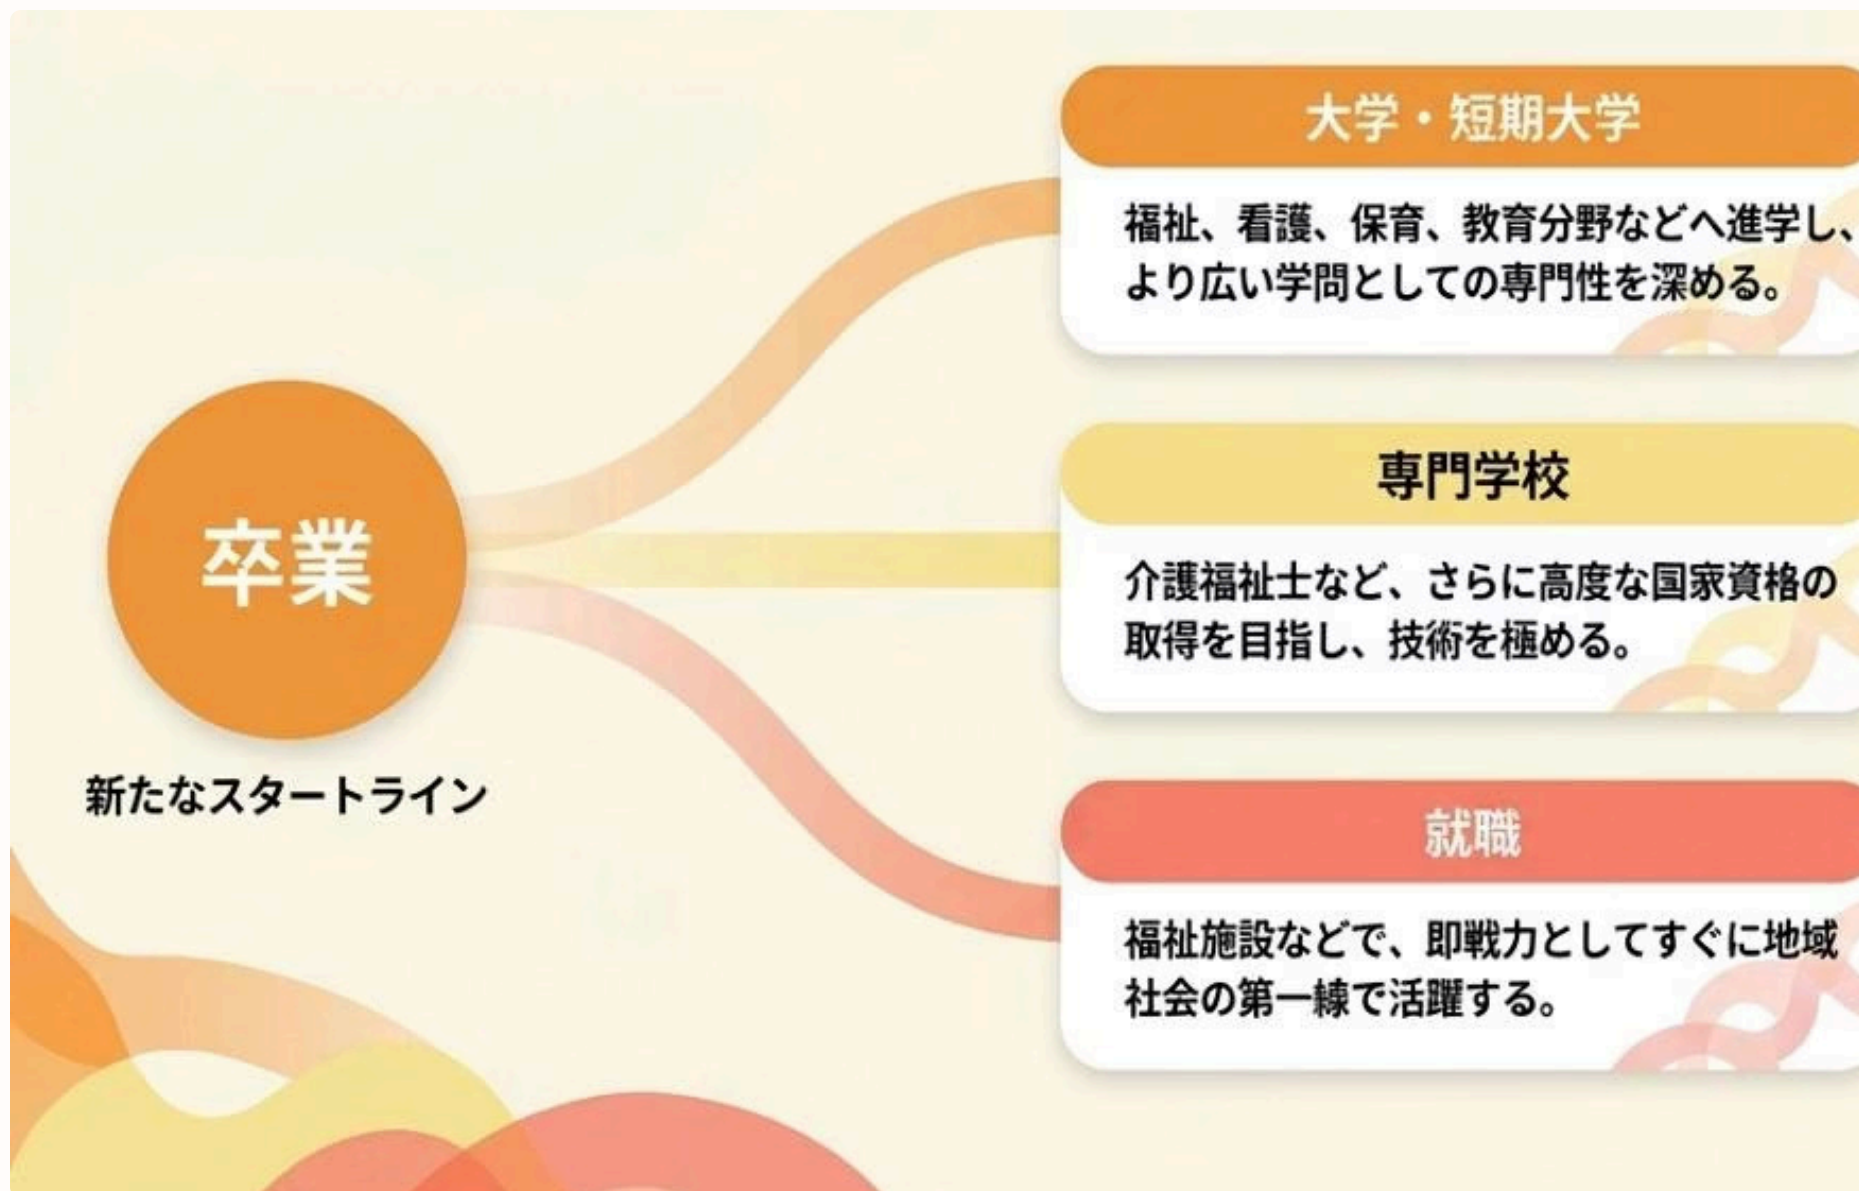 卒業
新たなスタートライン
大学・短期大学
福祉、看護、保育、教育分野などへ進学し、
より広い学問としての専門性を深める。
専門学校
介護福祉士など、さらに高度な国家資格の
取得を目指し、技術を極める。
就職
福祉施設などで、即戦力としてすぐに地域
社会の第一線で活躍する。